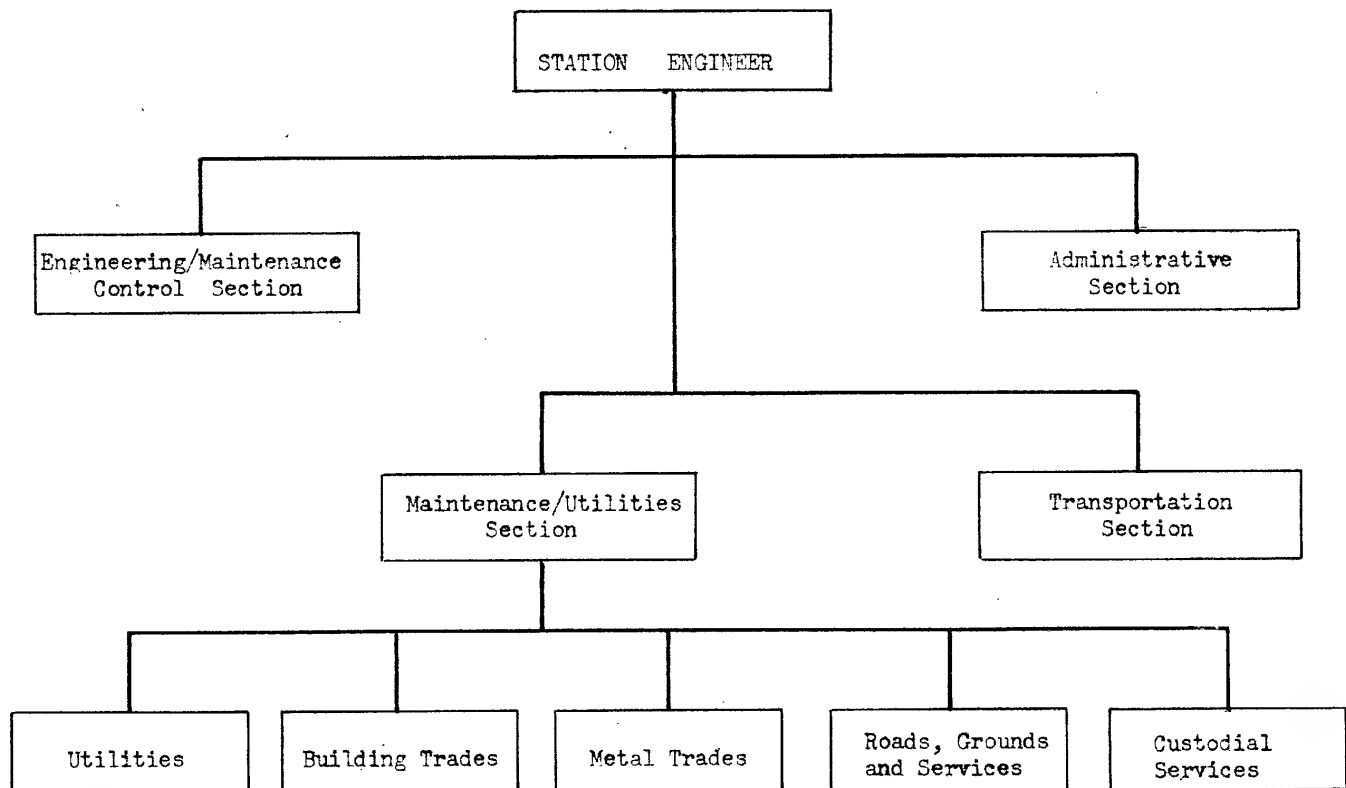 STATION ENGINEER
Engineering/Maintenance
Control Section
Administrative
Section
Maintenance/Utilities
Section
Transportation
Section
Utilities
Building Trades
Metal Trades
Roads, Grounds
and Services
Custodial
Services